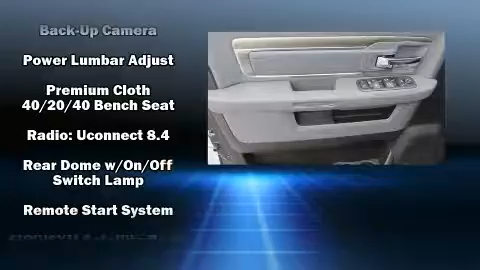 Back-Up Camera
Power Lumbar Adjust
Premium Cloth
40/20/40 Bench Seat
Radio: Uconnect 8.4
Rear Dome w/On/Off
Switch Lamp
Remote Start System